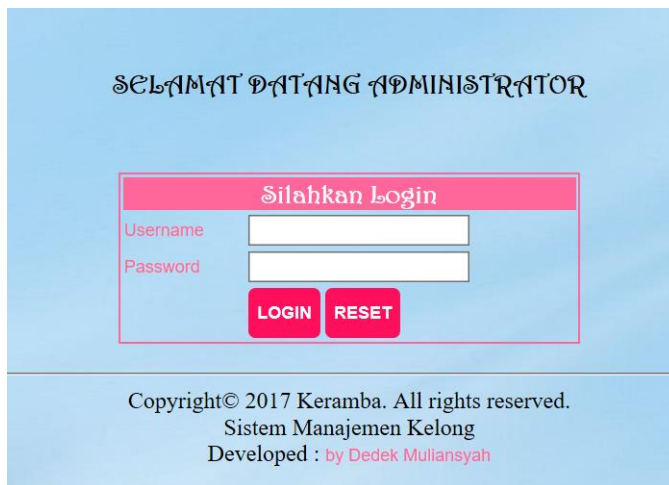 SELAMAT DATANG ADMINISTRATOR
Silahkan Login
Username
Password
LOGIN RESET
Copyright© 2017 Keramba. All rights reserved.
Sistem Manajemen Kelong
Developed : by Dedek Muliansyah